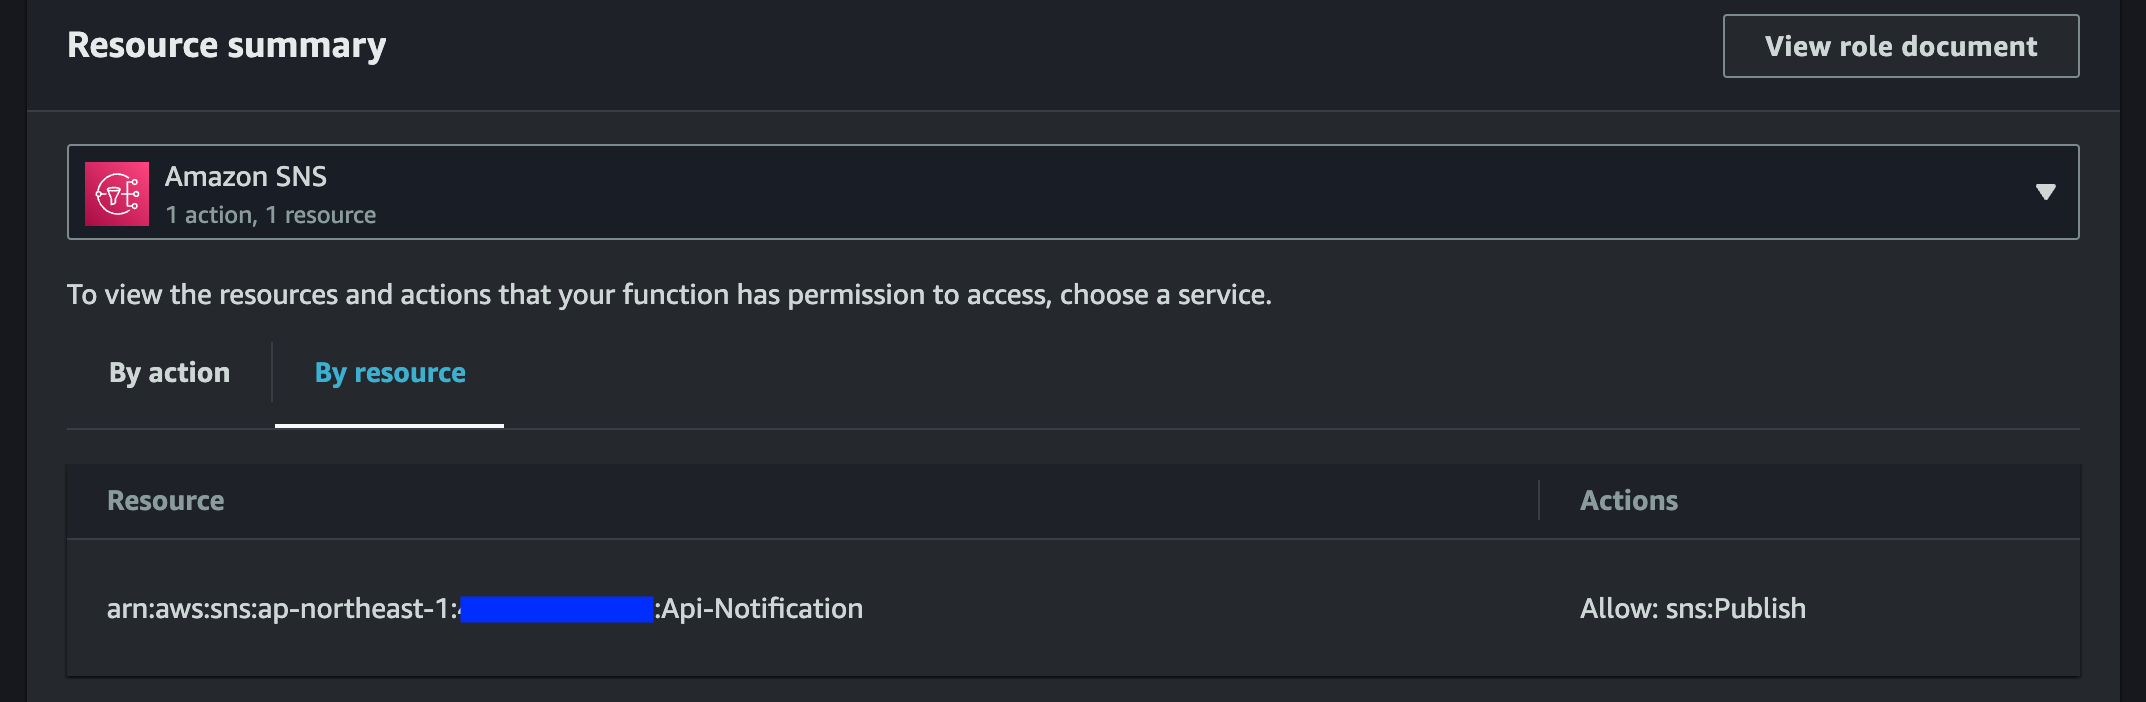 Resource summary
View role document
Amazon SNS
1 action, 1 resource
To view the resources and actions that your function has permission to access, choose a service.
By action
By resource
Resource
Actions
arn:aws:sns:ap-northeast-1: :Api-Notification
Allow: sns:Publish